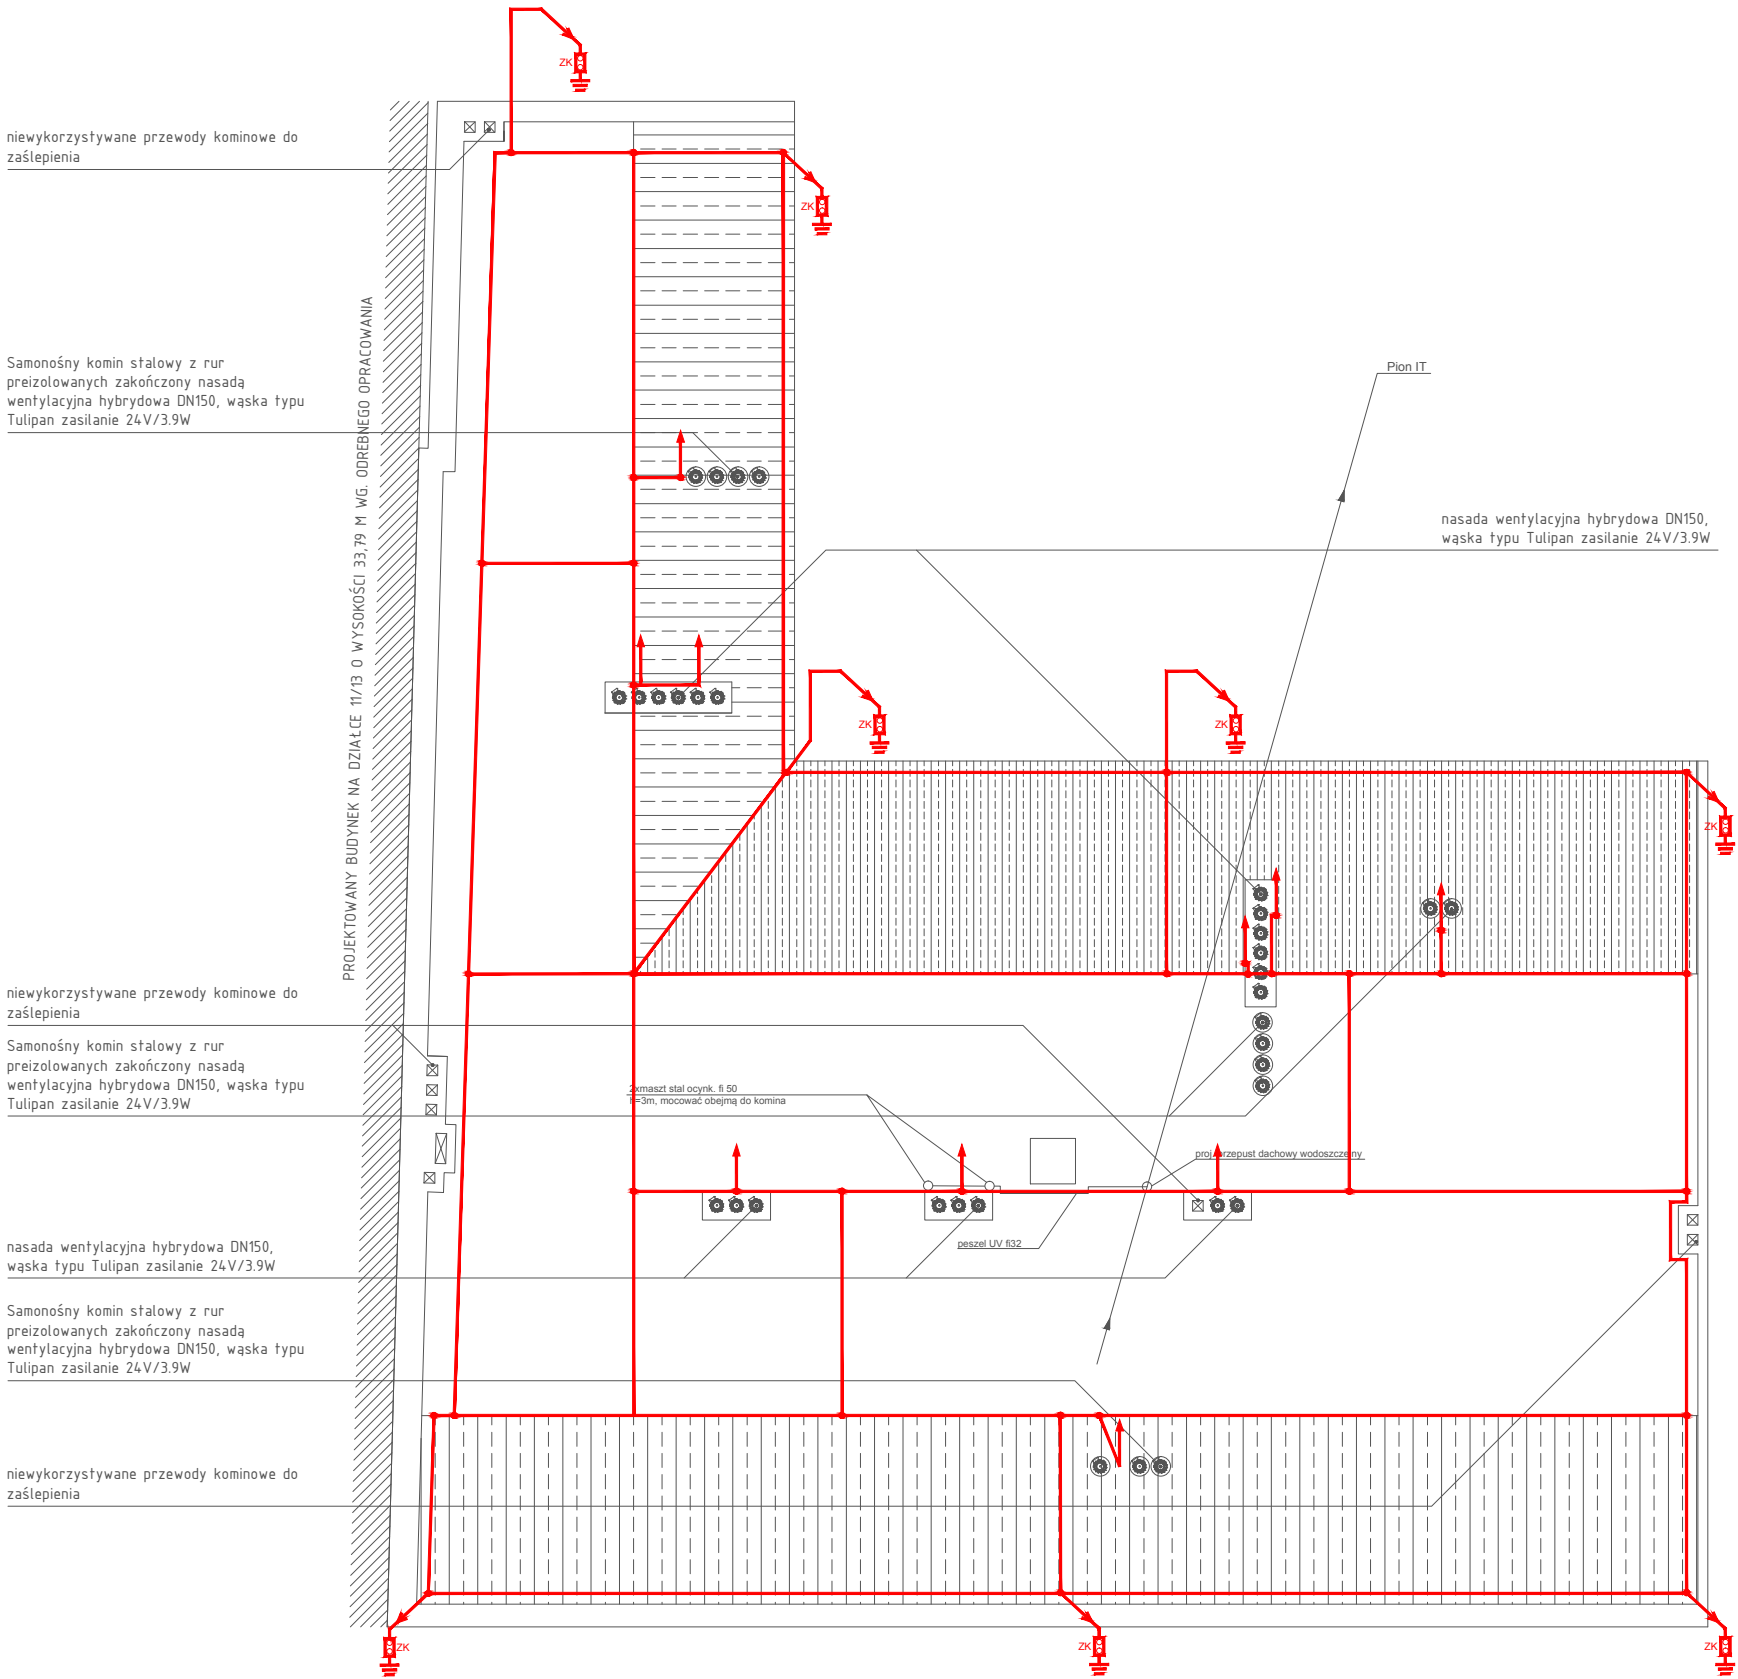 ZK
niewykorzystywane przewody kominowe do
zaślepienia
ZK
Samonośny komin stalowy z rur
preizolowanych zakończony nasadą
wentylacyjna hybrydowa DN150, wąska typu
Tulipan zasilanie 24V/3.9W
PROJEKTOWANY BUDYNEK NA DZIAŁCE 11/13 O WYSOKOŚCI 33,79 M WG. ODREBNEGO OPRACOWANIA
Pion IT
nasada wentylacyjna hybrydowa DN150,
wąska typu Tulipan zasilanie 24V/3.9W
ZK
ZK
ZK
niewykorzystywane przewody kominowe do
zaślepienia
Samonośny komin stalowy z rur
preizolowanych zakończony nasadą
wentylacyjna hybrydowa DN150, wąska typu
Tulipan zasilanie 24V/3.9W
2xmaszt stal ocynk. fi 50
h=3m, mocować obejmą do komina
proj. przepust dachowy wodoszczelny
peszel UV fi32
nasada wentylacyjna hybrydowa DN150,
wąska typu Tulipan zasilanie 24V/3.9W
Samonośny komin stalowy z rur
preizolowanych zakończony nasadą
wentylacyjna hybrydowa DN150, wąska typu
Tulipan zasilanie 24V/3.9W
niewykorzystywane przewody kominowe do
zaślepienia
ZK
ZK
ZK